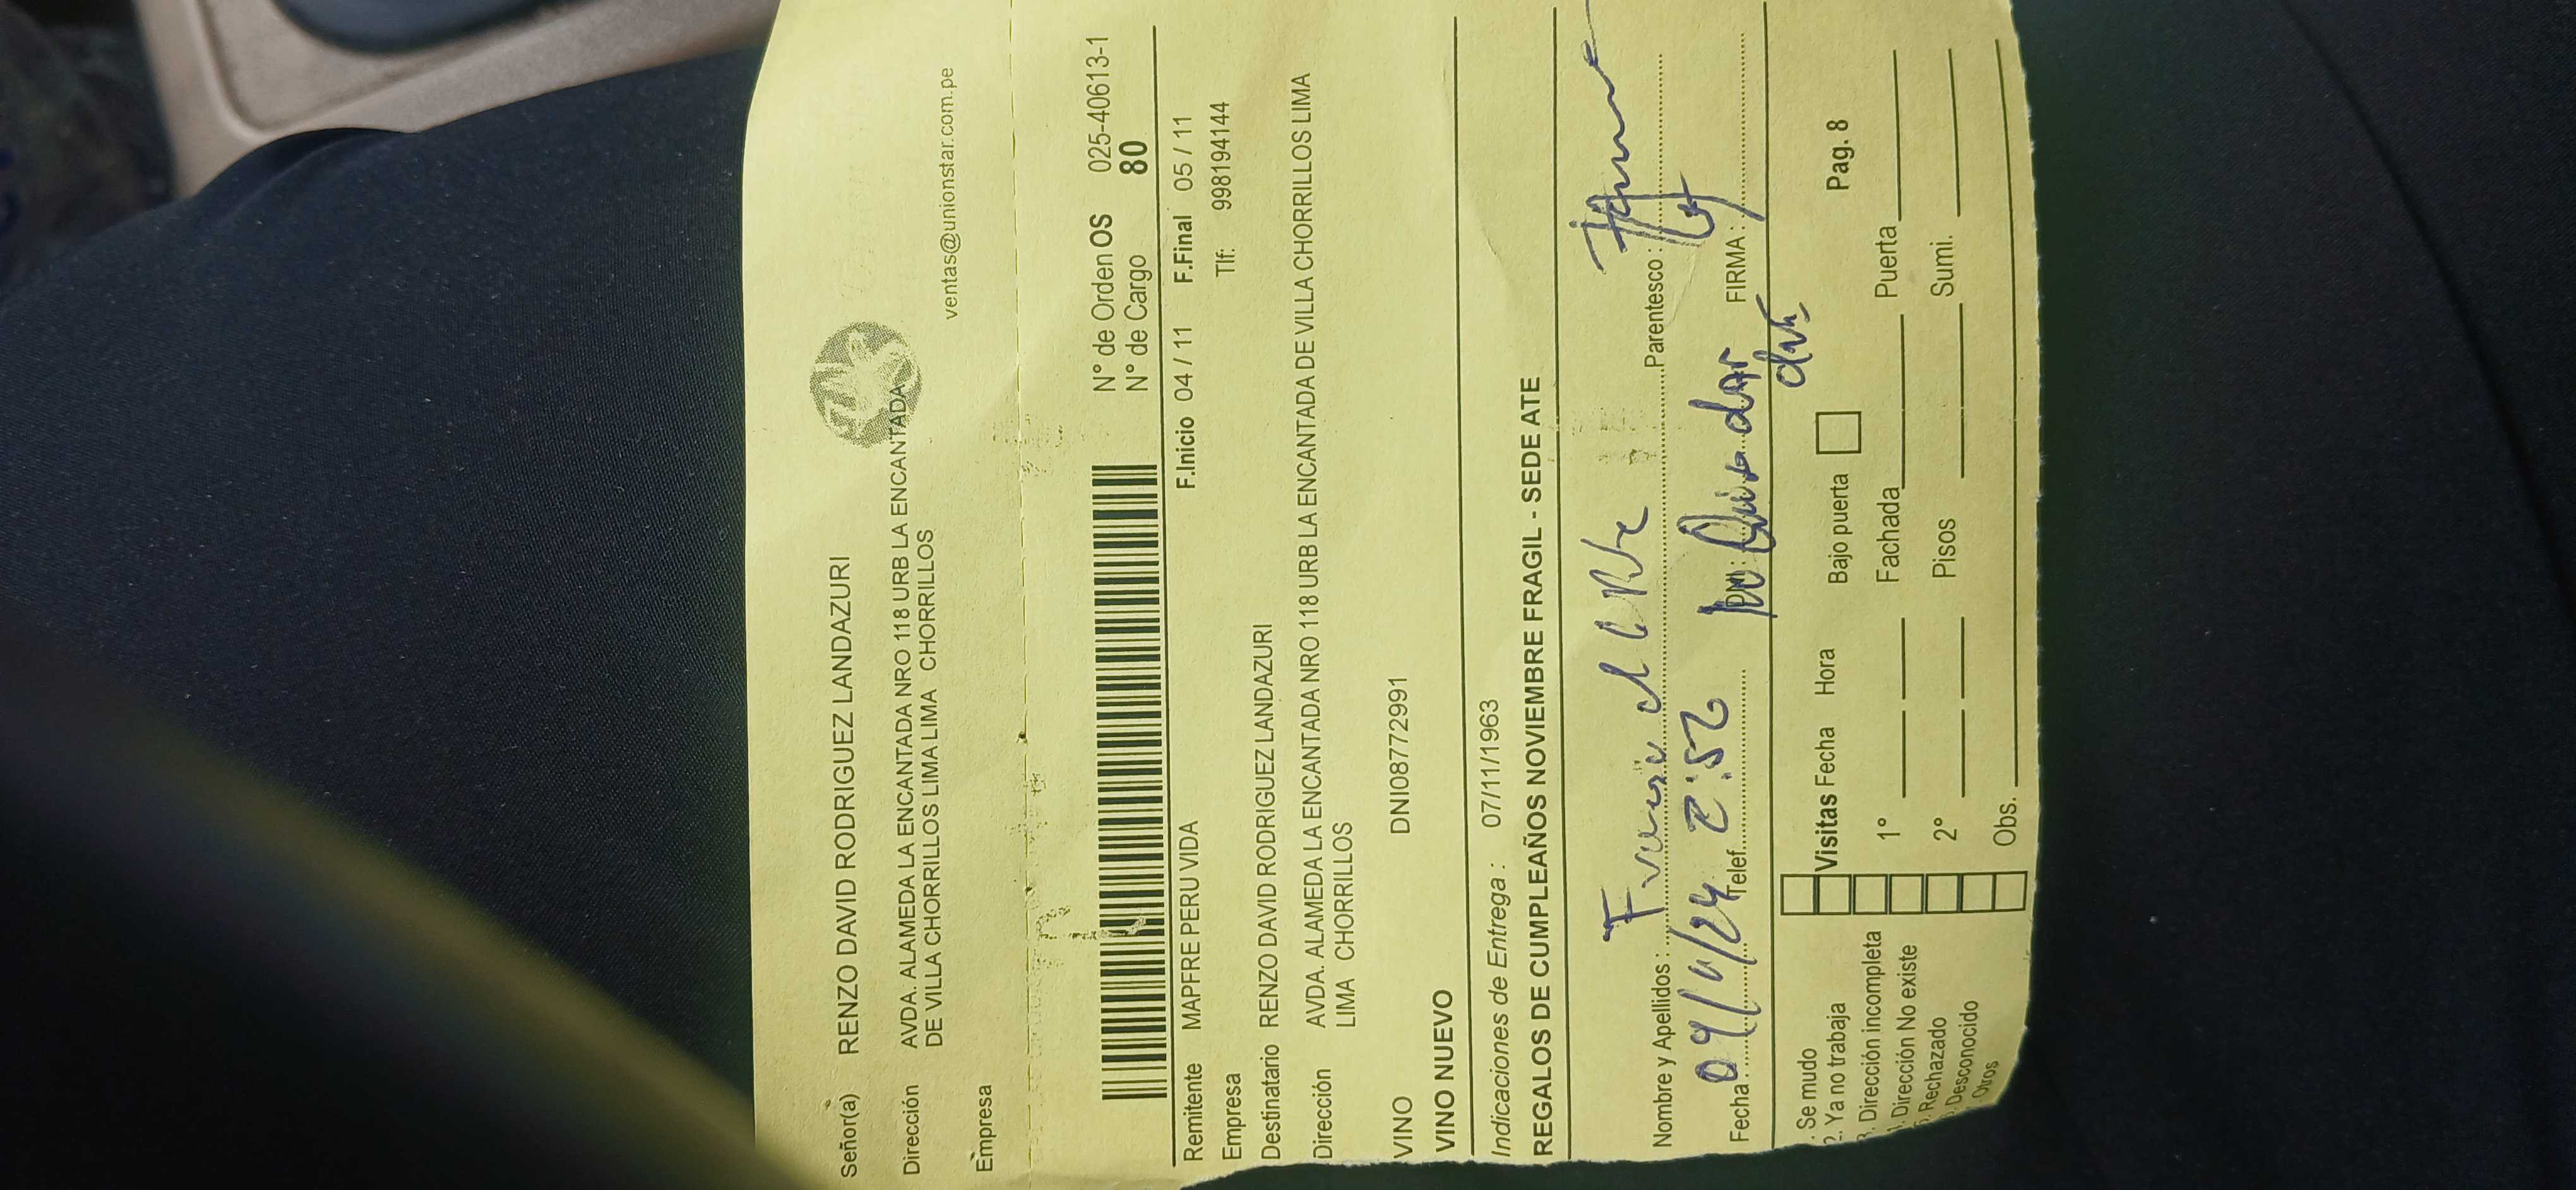 Señor(a) RENZO DAVID RODRIGUEZ LANDAZURI
Dirección AVDA. ALAMEDA LA ENCANTADA NRO 118 URB LA ENCANTADA
DE VILLA CHORRILLOS LIMA LIMA CHORRILLOS
Empresa ventas@unionstar.com.pe
N° de Orden OS 025-40613-1
N° de Cargo 80
Remitente MAPFRE PERU VIDA F.Inicio 04 / 11 F.Final 05 / 11
Empresa Tlf: 998194144
Destinatario RENZO DAVID RODRIGUEZ LANDAZURI
Dirección AVDA. ALAMEDA LA ENCANTADA NRO 118 URB LA ENCANTADA DE VILLA CHORRILLOS LIMA
LIMA CHORRILLOS
VINO DNI08772991
VINO NUEVO
Indicaciones de Entrega : 07/11/1963
REGALOS DE CUMPLEAÑOS NOVIEMBRE FRAGIL - SEDE ATE
Nombre y Apellidos : Parentesco :
Fecha Telef. 2:52 DNI: FIRMA :
. Se mudo
2. Ya no trabaja Visitas Fecha Hora Bajo puerta Pag. 8
. Dirección incompleta 1° Fachada Puerta
. Dirección No existe
. Rechazado 2° Pisos Sumi.
. Desconocido
Otros Obs.